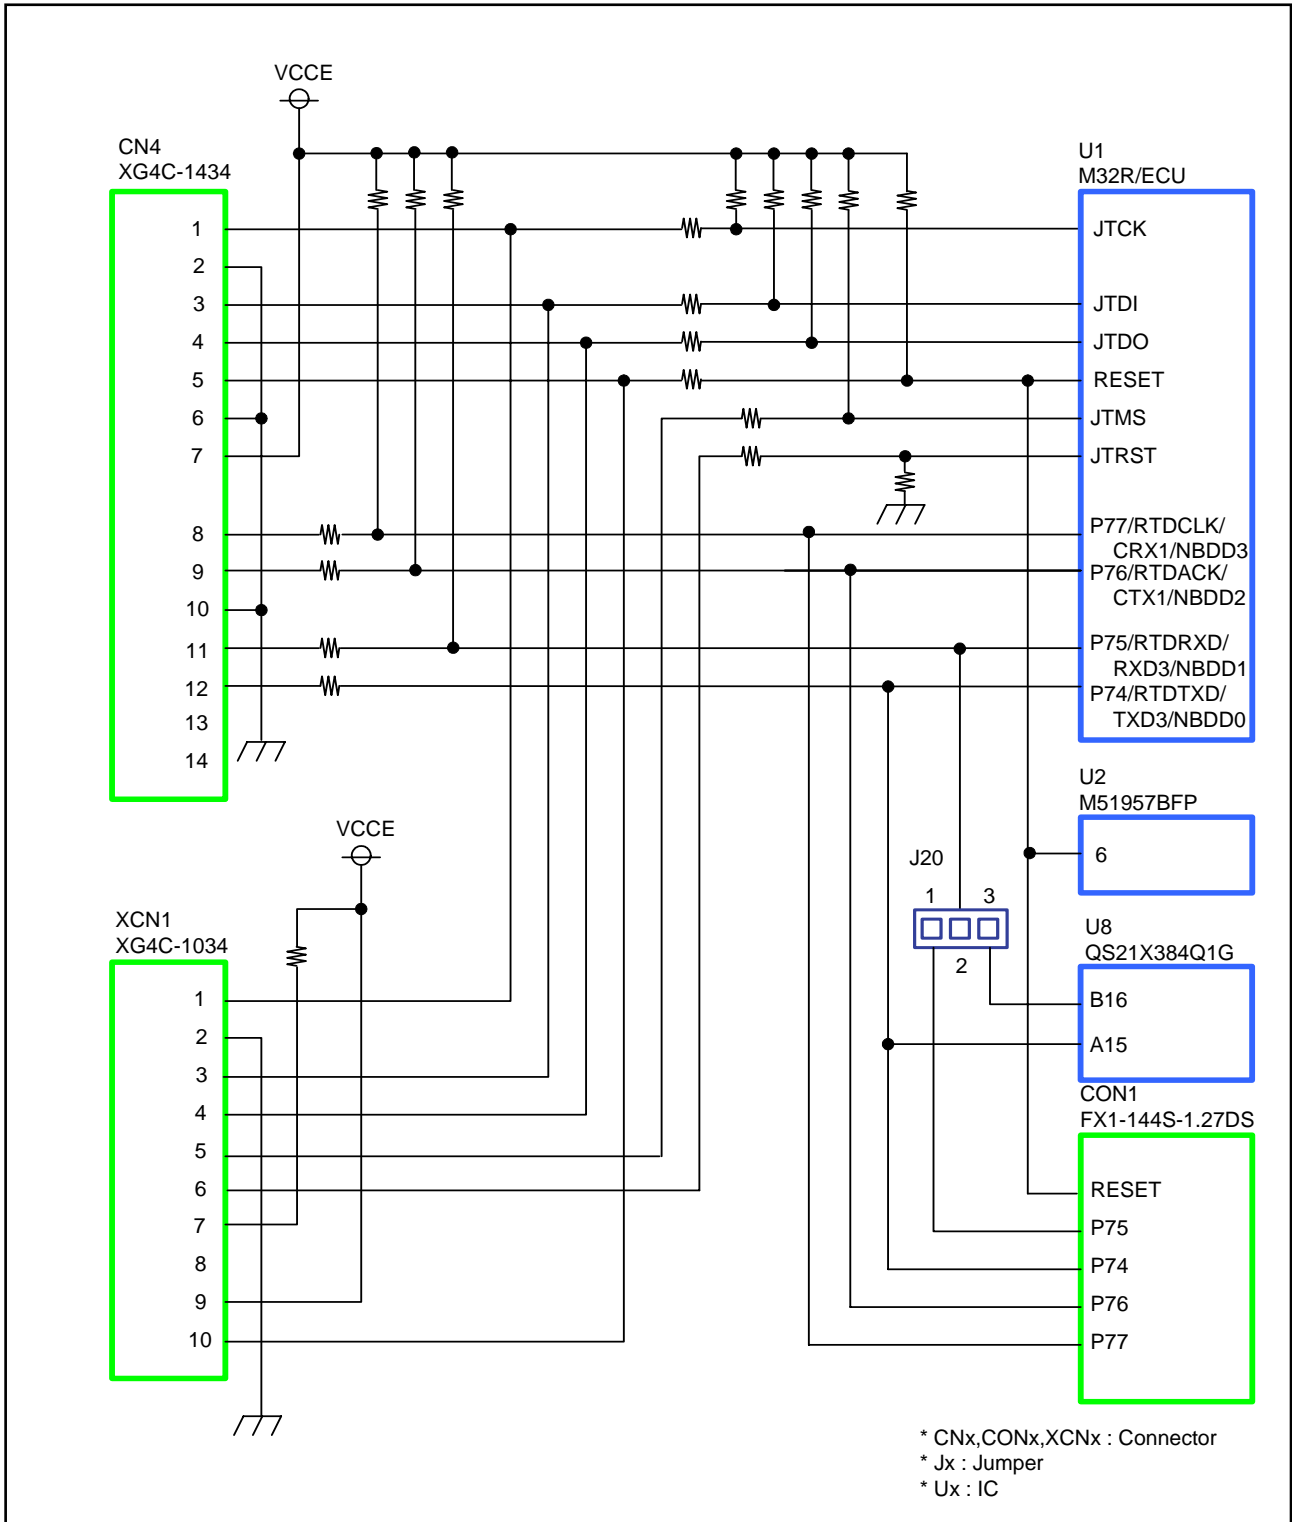 VCCE
CN4
XG4C-1434
1
2
3
4
5
6
7
8
9
10
11
12
13
14
U1
M32R/ECU
JTCK
JTDI
JTDO
RESET
JTMS
JTRST
P77/RTDCLK/
CRX1/NBDD3
P76/RTDACK/
CTX1/NBDD2
P75/RTDRXD/
RXD3/NBDD1
P74/RTDTXD/
TXD3/NBDD0
U2
M51957BFP
6
J20
1 3
2
U8
QS21X384Q1G
B16
A15
VCCE
XCN1
XG4C-1034
1
2
3
4
5
6
7
8
9
10
CON1
FX1-144S-1.27DS
RESET
P75
P74
P76
P77
* CNx,CONx,XCNx : Connector
* Jx : Jumper
* Ux : IC